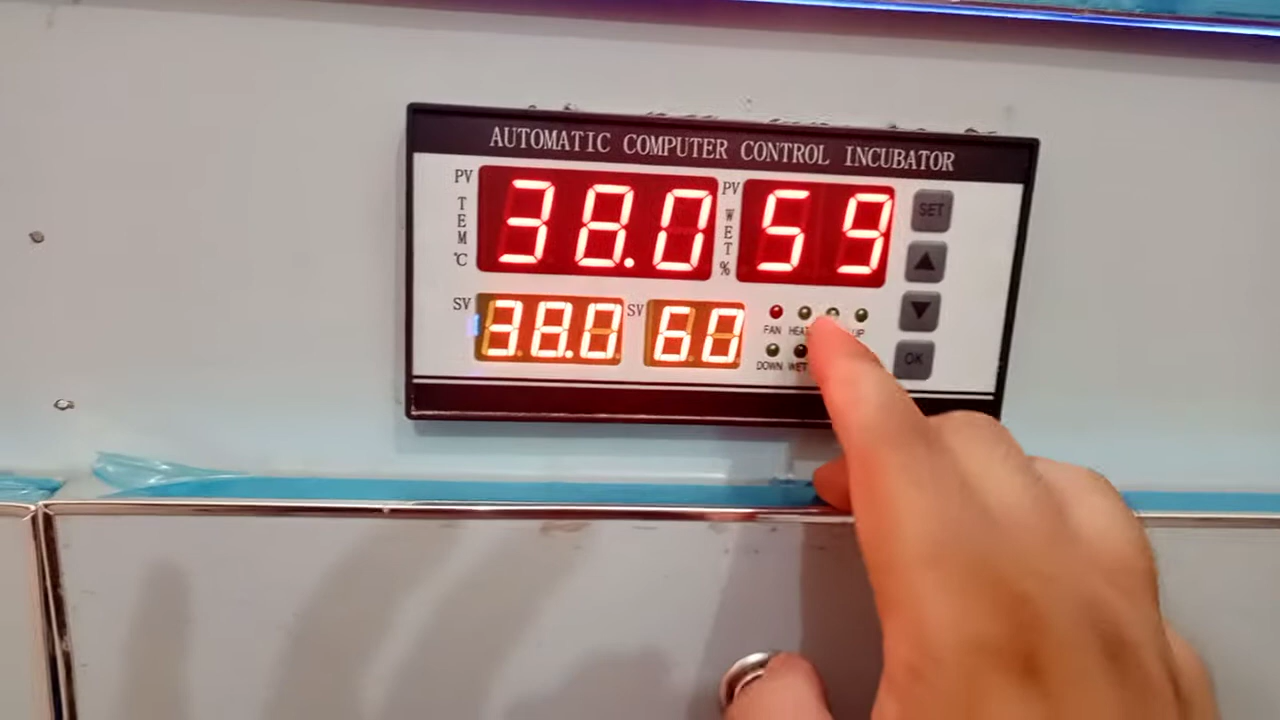 AUTOMATIC COMPUTER CONTROL INCUBATOR
PV
TEM
℃
38.0
PV
WET
%
59
SET
SV
38.0
SV
60
FAN
UP
DOWN
WET
OK